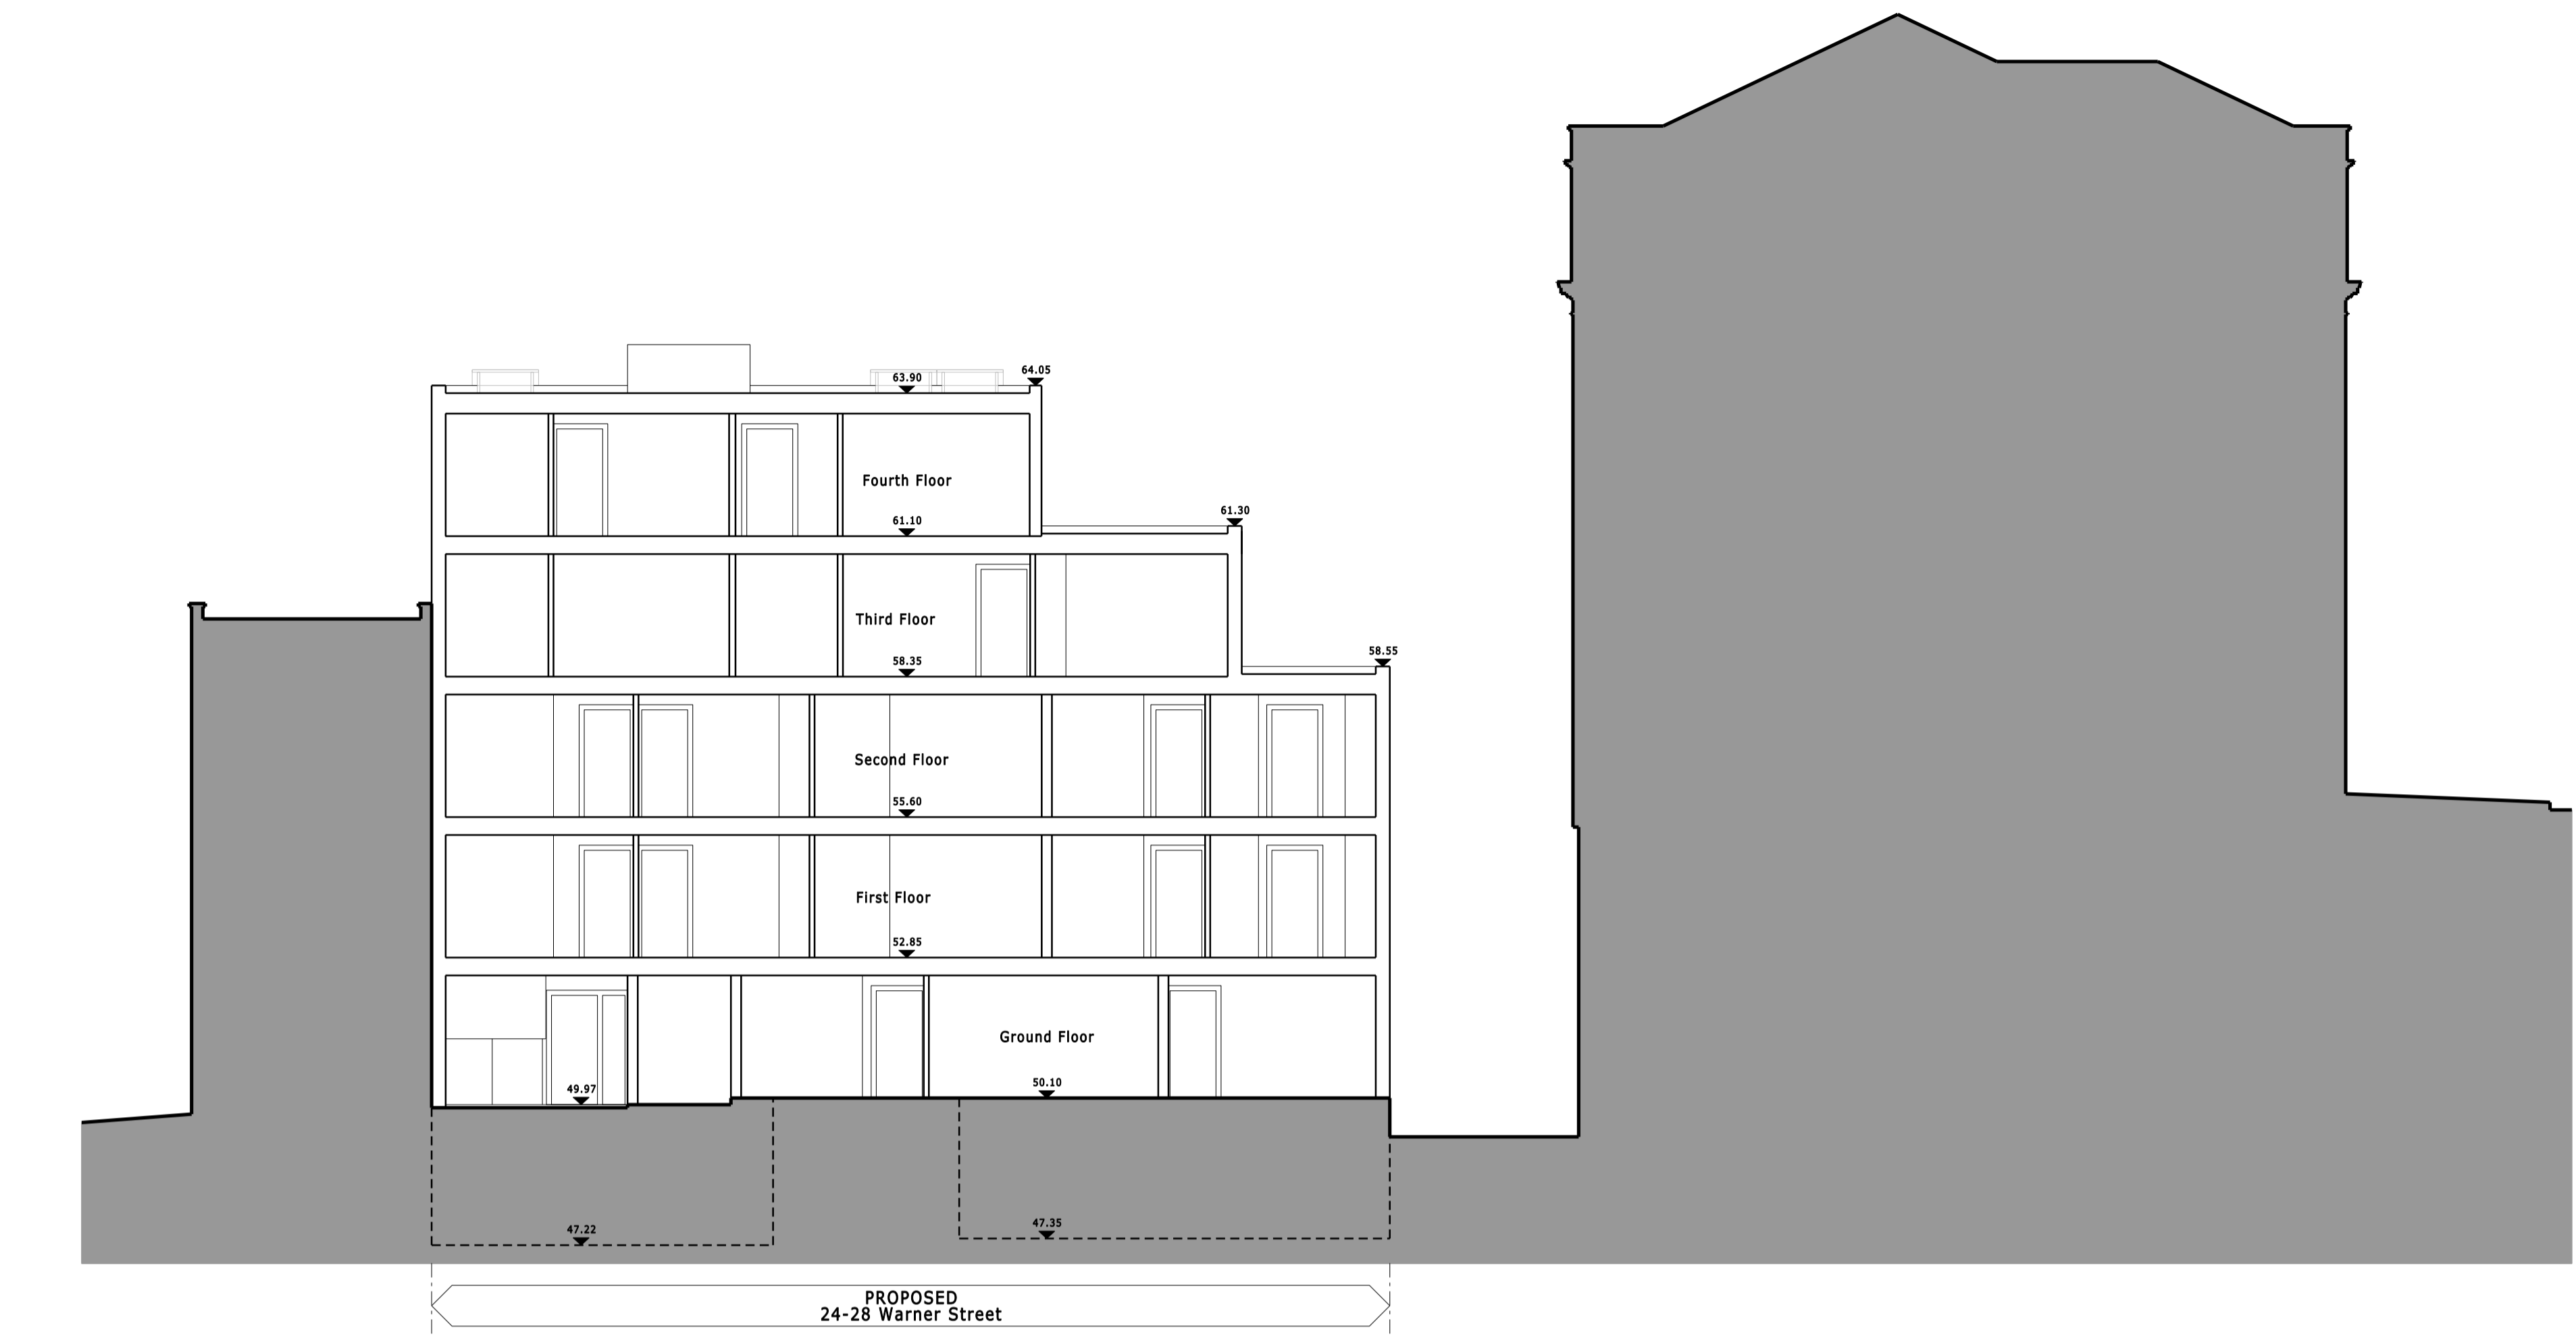 63.90
64.05
Fourth Floor
61.10
61.30
Third Floor
58.35
58.55
Second Floor
55.60
First Floor
52.85
Ground Floor
49.97
50.10
47.22
47.35
PROPOSED
24-28 Warner Street